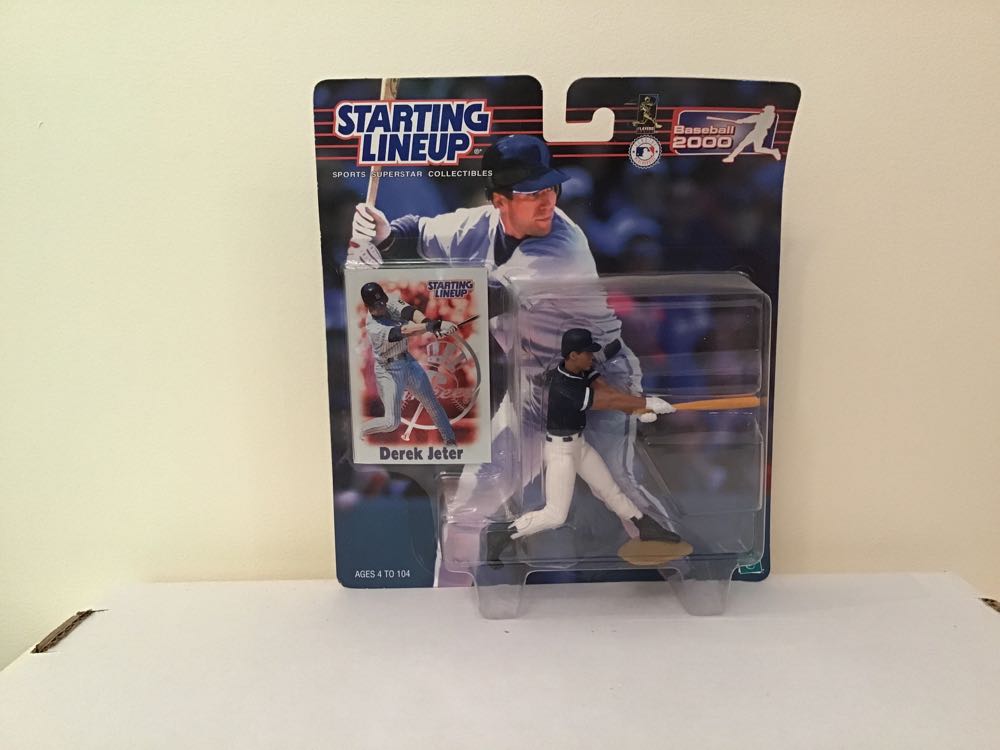 STARTING
LINEUP
SPORTS SUPERSTAR COLLECTIBLES
Baseball
2000
STARTING
LINEUP
Derek Jeter
AGES 4 TO 104